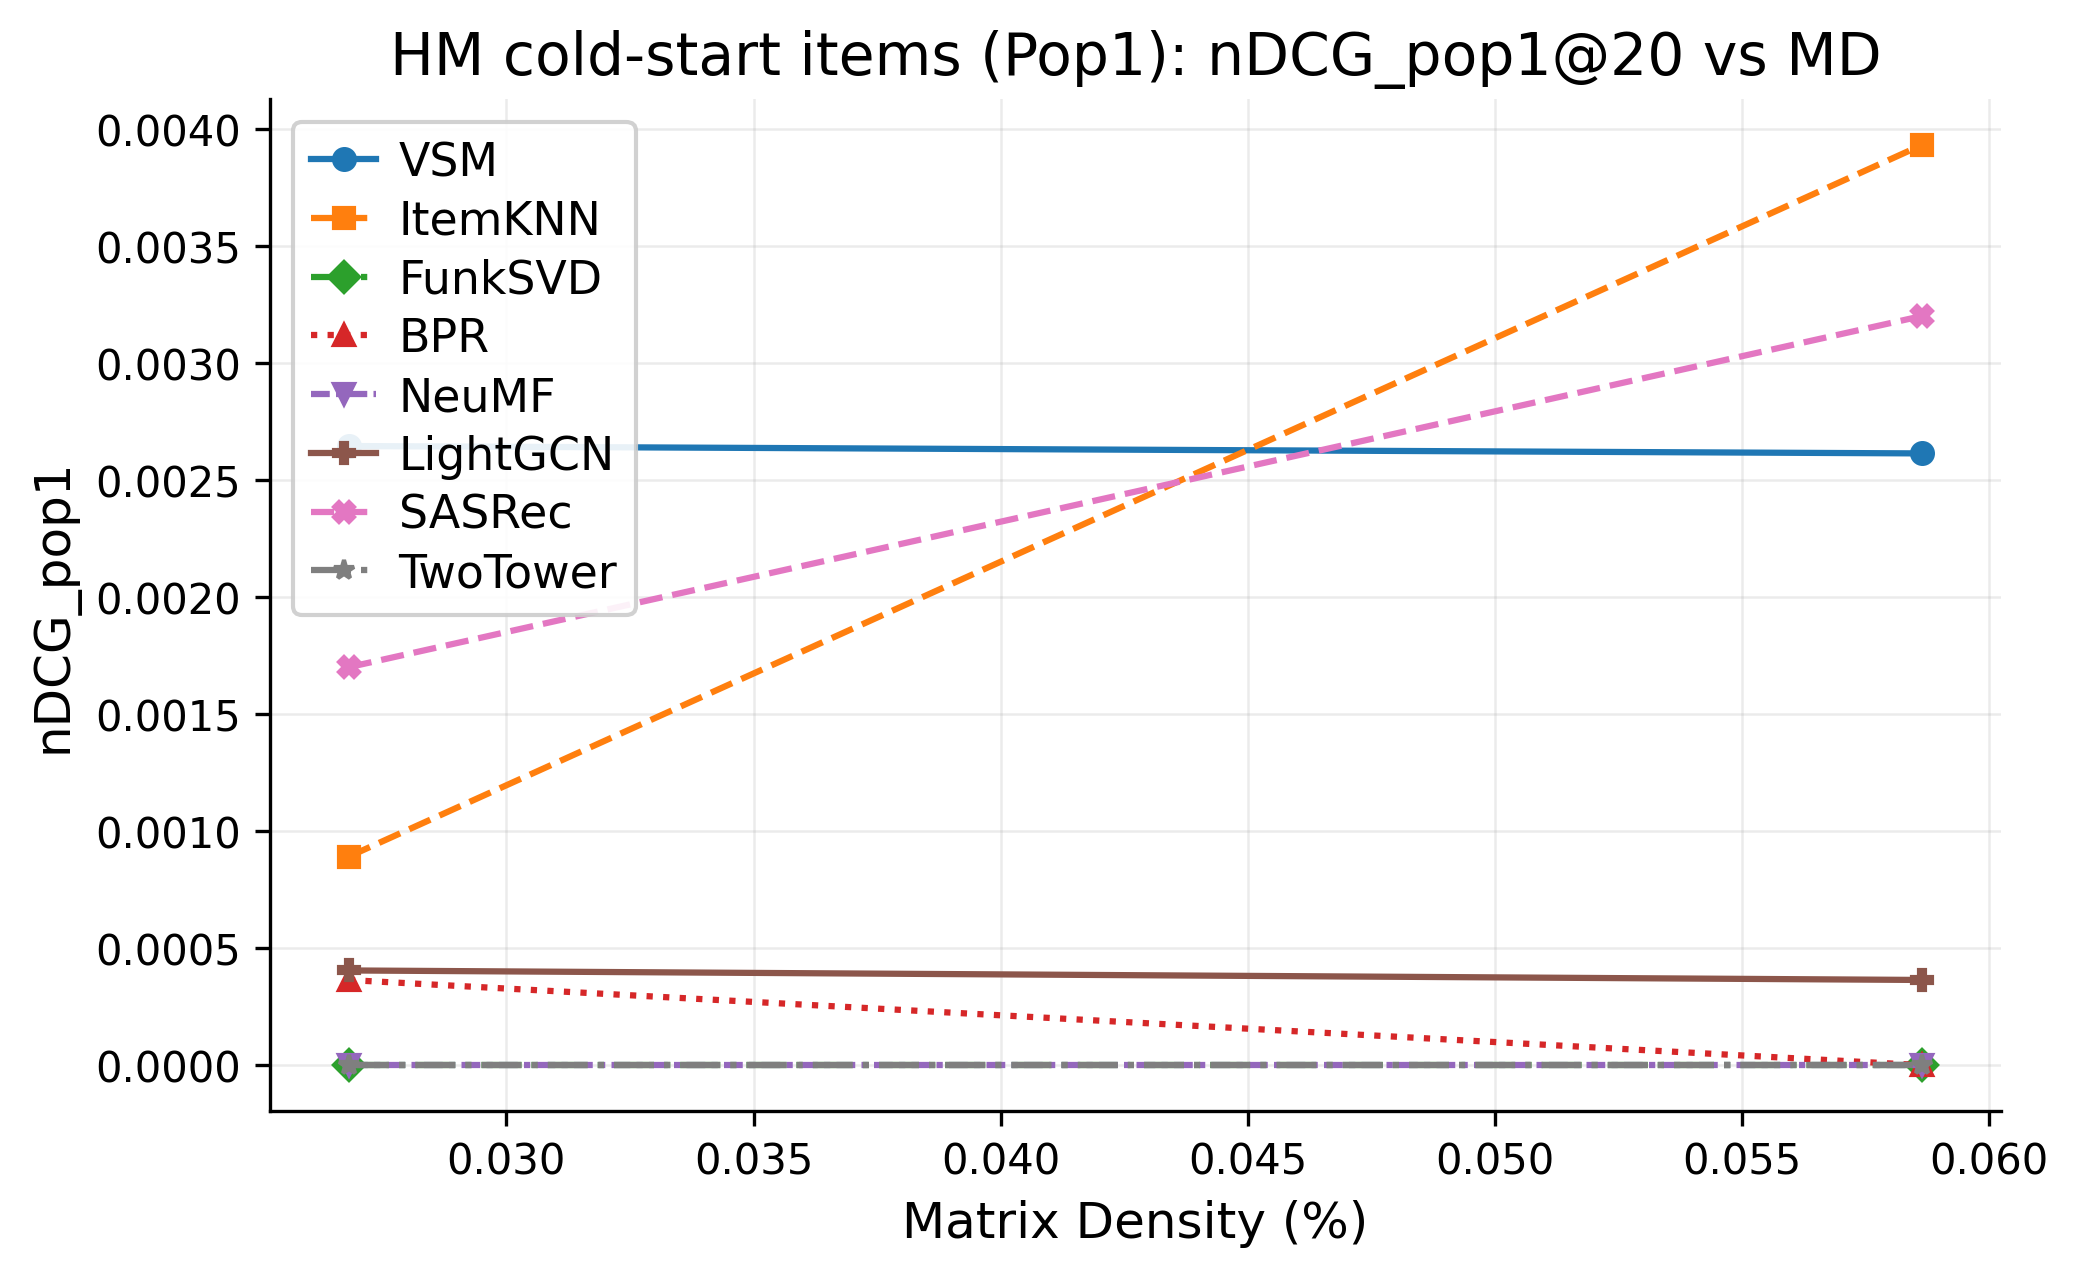 HM cold-start items (Pop1): nDCG_pop1@20 vs MD
nDCG_pop1
0.0040
0.0035
0.0030
0.0025
0.0020
0.0015
0.0010
0.0005
0.0000
VSM
ItemKNN
FunkSVD
BPR
NeuMF
LightGCN
SASRec
TwoTower
0.030 0.035 0.040 0.045 0.050 0.055 0.060
Matrix Density (%)